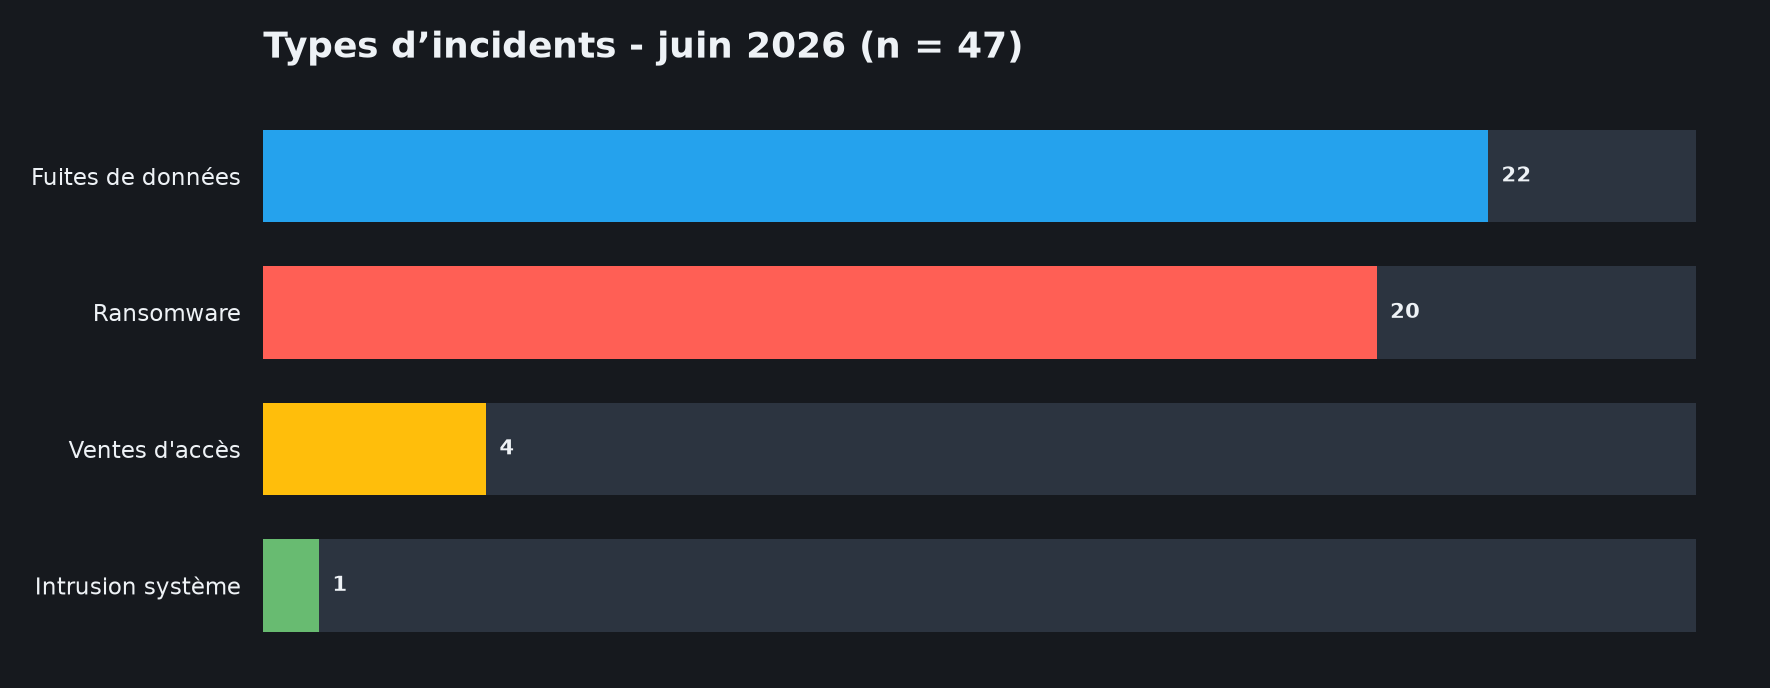 Types d’incidents - juin 2026 (n = 47)
Fuites de données 22
Ransomware 20
Ventes d'accès 4
Intrusion système 1